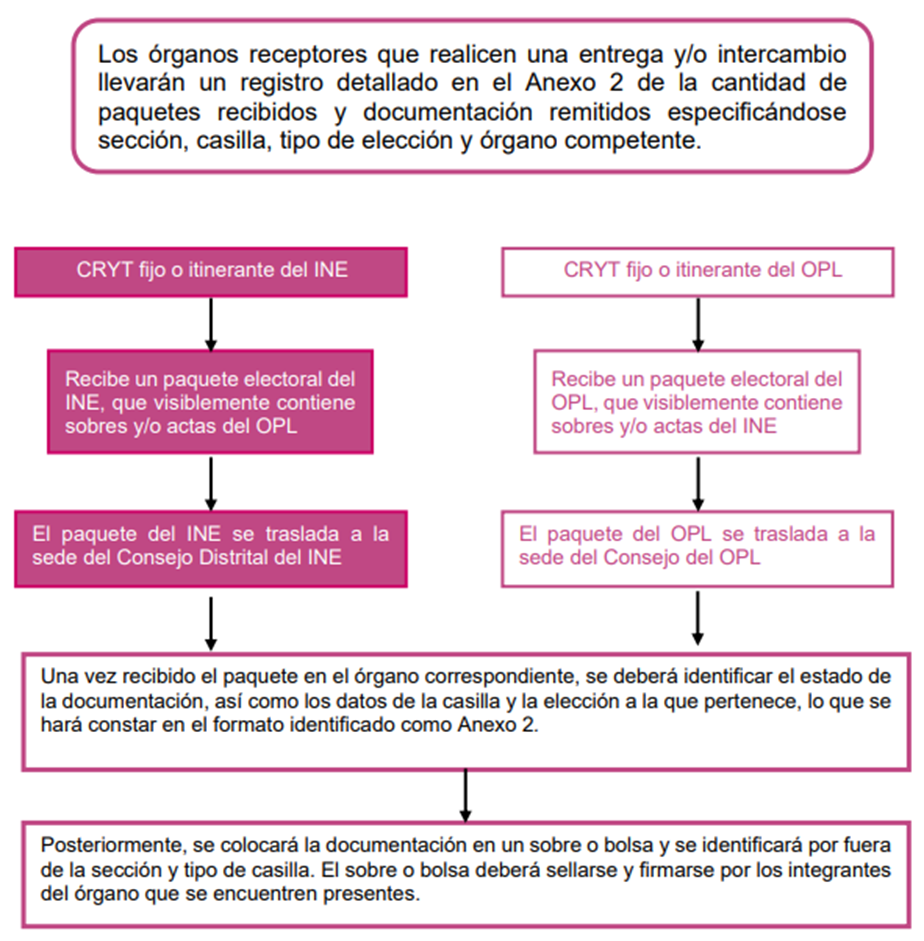 Los órganos receptores que realicen una entrega y/o intercambio
llevarán un registro detallado en el Anexo 2 de la cantidad de
paquetes recibidos y documentación remitidos especificándose
sección, casilla, tipo de elección y órgano competente.
CRYT fijo o itinerante del INE
Recibe un paquete electoral del
INE, que visiblemente contiene
sobres y/o actas del OPL
El paquete del INE se traslada a la
sede del Consejo Distrital del INE
CRYT fijo o itinerante del OPL
Recibe un paquete electoral del
OPL, que visiblemente contiene
sobres y/o actas del INE
El paquete del OPL se traslada a la
sede del Consejo del OPL
Una vez recibido el paquete en el órgano correspondiente, se deberá identificar el estado de
la documentación, así como los datos de la casilla y la elección a la que pertenece, lo que se
hará constar en el formato identificado como Anexo 2.
Posteriormente, se colocará la documentación en un sobre o bolsa y se identificará por fuera
de la sección y tipo de casilla. El sobre o bolsa deberá sellarse y firmarse por los integrantes
del órgano que se encuentren presentes.